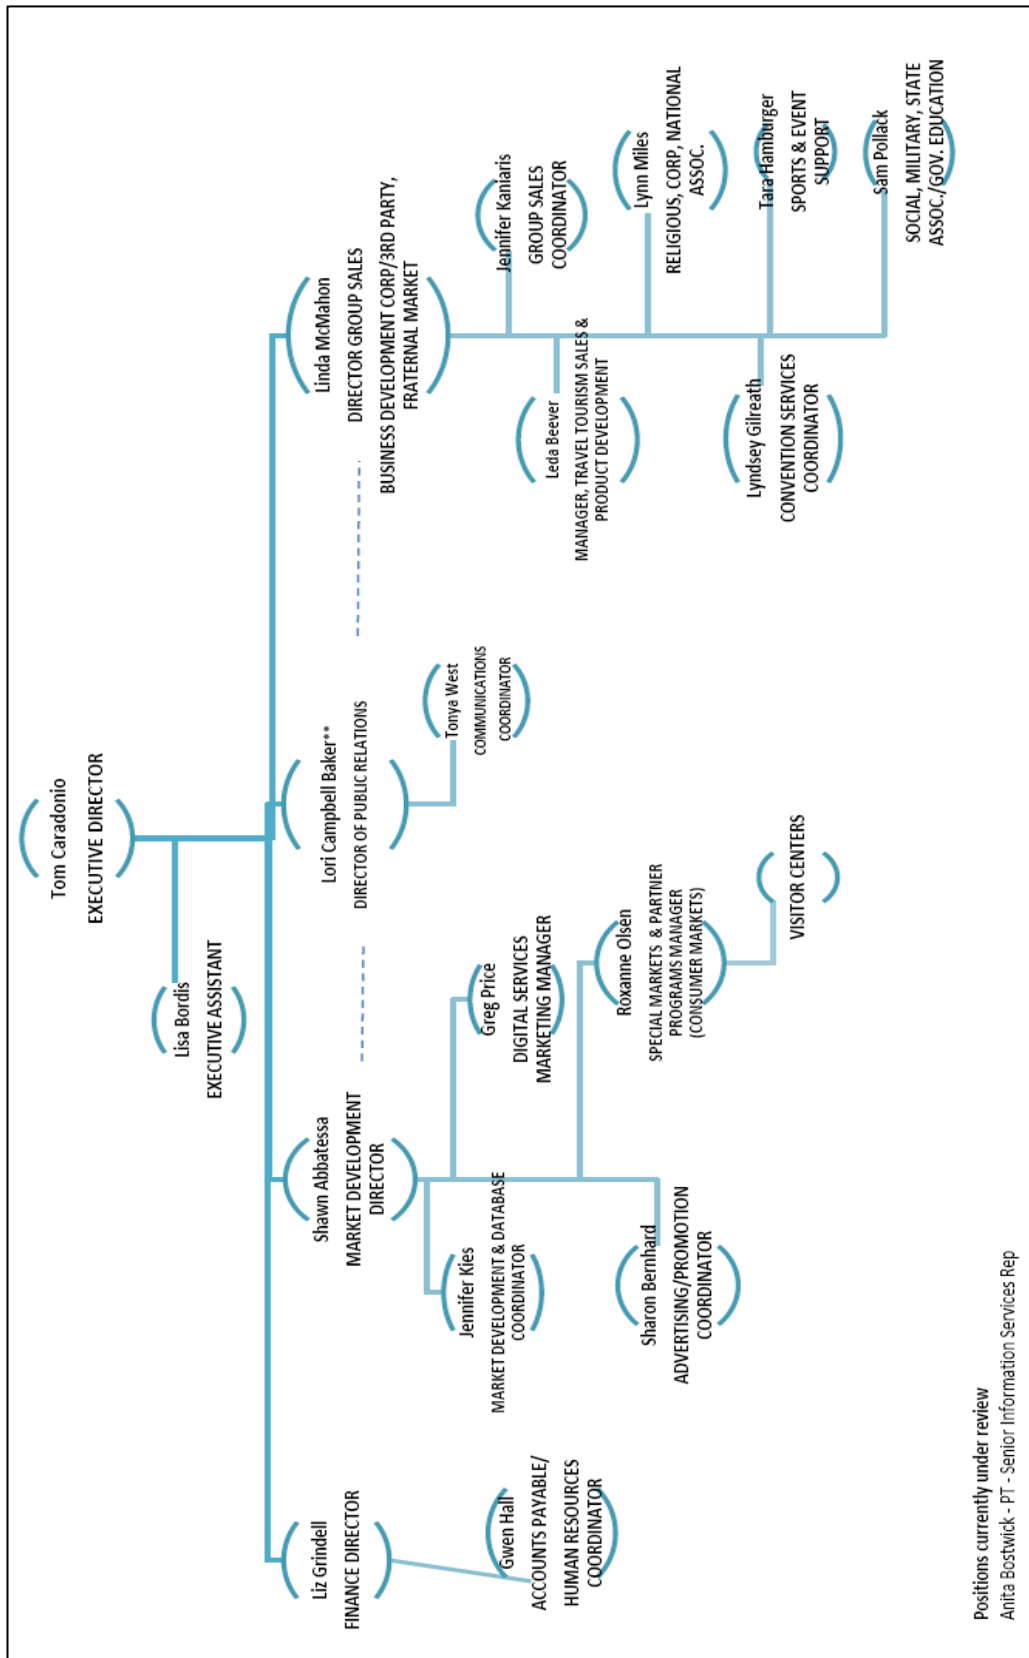 Tom Caradonio
EXECUTIVE DIRECTOR
Lisa Bordis
EXECUTIVE ASSISTANT
Liz Grindell
FINANCE DIRECTOR
Shawn Abbatessa
MARKET DEVELOPMENT
DIRECTOR
Lori Campbell Baker**
DIRECTOR OF PUBLIC RELATIONS
Linda McMahon
DIRECTOR GROUP SALES
BUSINESS DEVELOPMENT CORP/3RD PARTY,
FRATERNAL MARKET
Gwen Hall
ACCOUNTS PAYABLE/
HUMAN RESOURCES
COORDINATOR
Jennifer Kies
MARKET DEVELOPMENT & DATABASE
COORDINATOR
Greg Price
DIGITAL SERVICES
MARKETING MANAGER
Sharon Bernhard
ADVERTISING/PROMOTION
COORDINATOR
Roxanne Olsen
SPECIAL MARKETS & PARTNER
PROGRAMS MANAGER
(CONSUMER MARKETS)
VISITOR CENTERS
Tonya West
COMMUNICATIONS
COORDINATOR
Jennifer Kaniaris
GROUP SALES
COORDINATOR
Leda Beever
MANAGER, TRAVEL TOURISM SALES &
PRODUCT DEVELOPMENT
Lynn Miles
RELIGIOUS, CORP, NATIONAL
ASSOC.
Lyndsey Gilreath
CONVENTION SERVICES
COORDINATOR
Tara Hamburger
SPORTS & EVENT
SUPPORT
Sam Pollack
SOCIAL, MILITARY, STATE
ASSOC./GOV. EDUCATION
Positions currently under review
Anita Bostwick - PT - Senior Information Services Rep